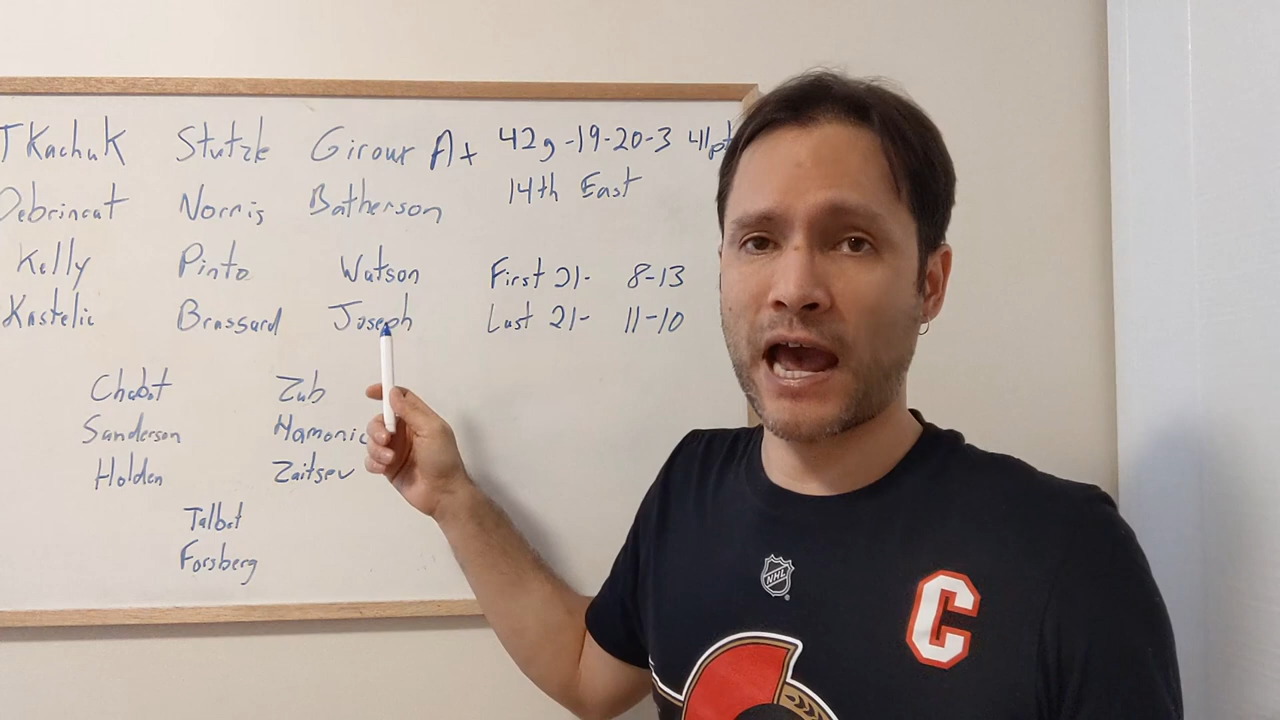 TKachuk Stutzle Giroux A+ 42g-19-20-3 41pt
Debrincat Norris Batherson 14th East
Kelly Pinto Watson First 21- 8-13
Kastelic Brassard Joseph Last 21- 11-10
Chabot Zub
Sanderson Hamonic
Holden Zaitsev
Talbot
Forsberg
NHL
C